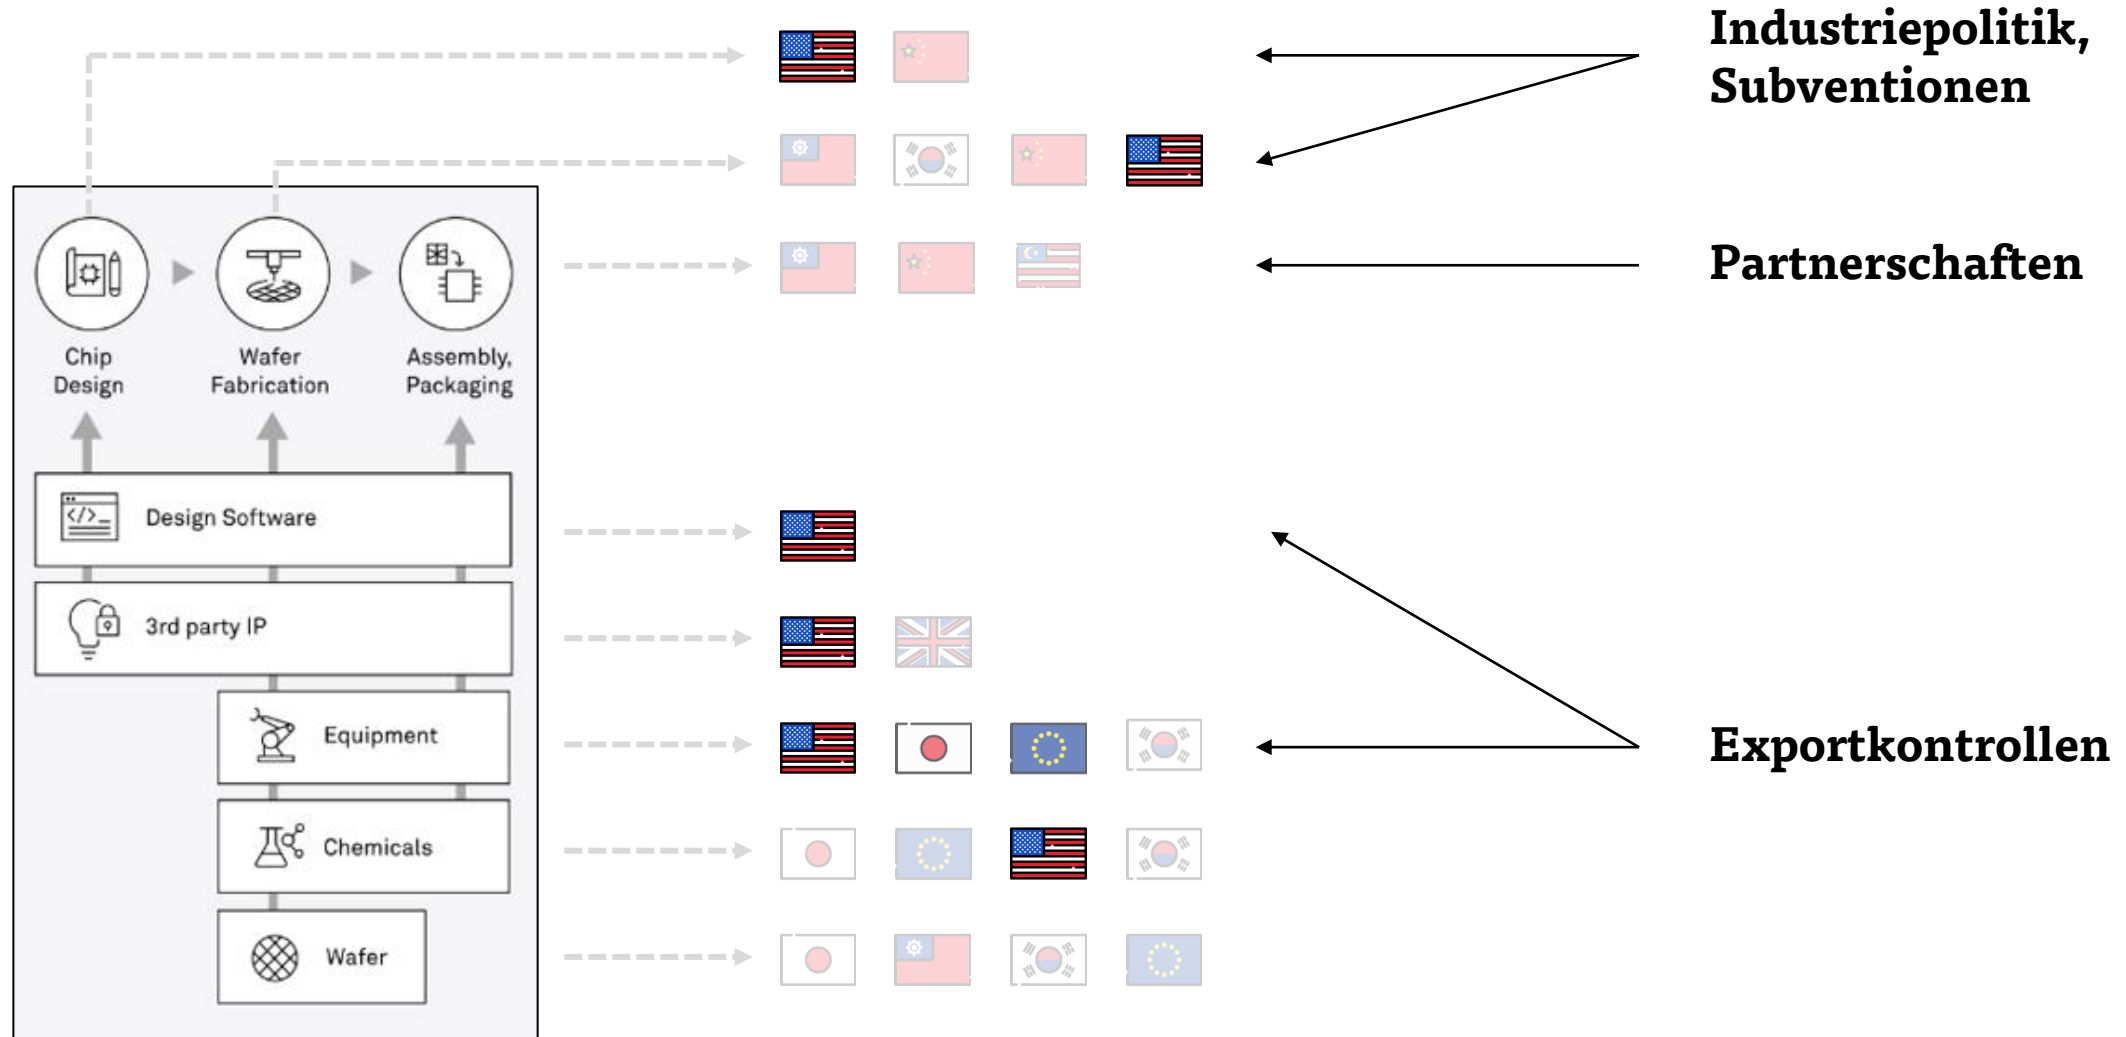 Industriepolitik,
Subventionen
Partnerschaften
Chip
Design
Wafer
Fabrication
Assembly,
Packaging
</>_
Design Software
3rd party IP
Equipment
Exportkontrollen
Chemicals
Wafer